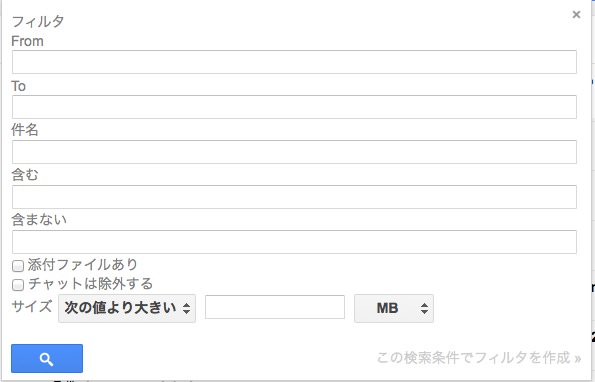 フィルタ
From
To
件名
含む
含まない
添付ファイルあり
チャットは除外する
サイズ 次の値より大きい MB
この検索条件でフィルタを作成 »